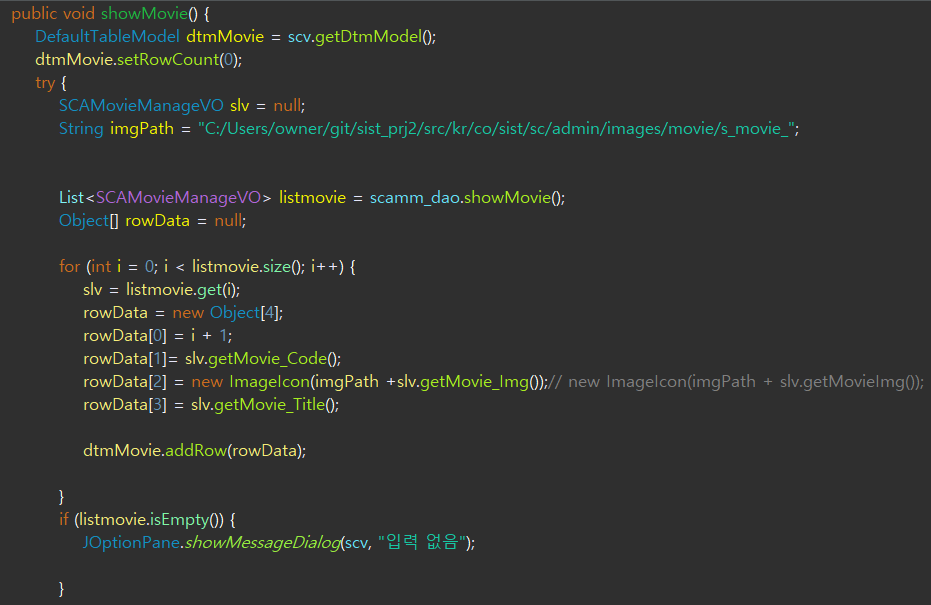 public void showMovie() {
DefaultTableModel dtmMovie = scv.getDtmModel();
dtmMovie.setRowCount(0);
try {
SCAMovieManageVO slv = null;
String imgPath = "C:/Users/owner/git/sist_prj2/src/kr/co/sist/sc/admin/images/movie/s_movie_";
List<SCAMovieManageVO> listmovie = scamm_dao.showMovie();
Object[] rowData = null;
for (int i = 0; i < listmovie.size(); i++) {
slv = listmovie.get(i);
rowData = new Object[4];
rowData[0] = i + 1;
rowData[1]= slv.getMovie_Code();
rowData[2] = new ImageIcon(imgPath +slv.getMovie_Img());// new ImageIcon(imgPath + slv.getMovieImg());
rowData[3] = slv.getMovie_Title();
dtmMovie.addRow(rowData);
}
if (listmovie.isEmpty()) {
JOptionPane.showMessageDialog(scv, "입력 없음");
}